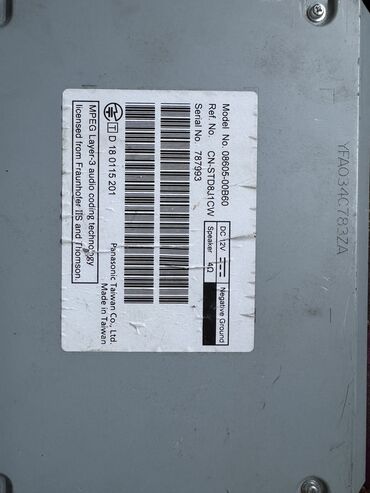 Model No. 08605-00B60
Ref. No. CN-STD8J1CW
Serial No. 787993
DC 12V Negative Ground
Speaker 4Ω
T D 18 0115 201
Panasonic Taiwan Co., Ltd.
Made in Taiwan
MPEG Layer-3 audio coding technology
licensed from Fraunhofer IIS and Thomson.
YFA034C783ZA